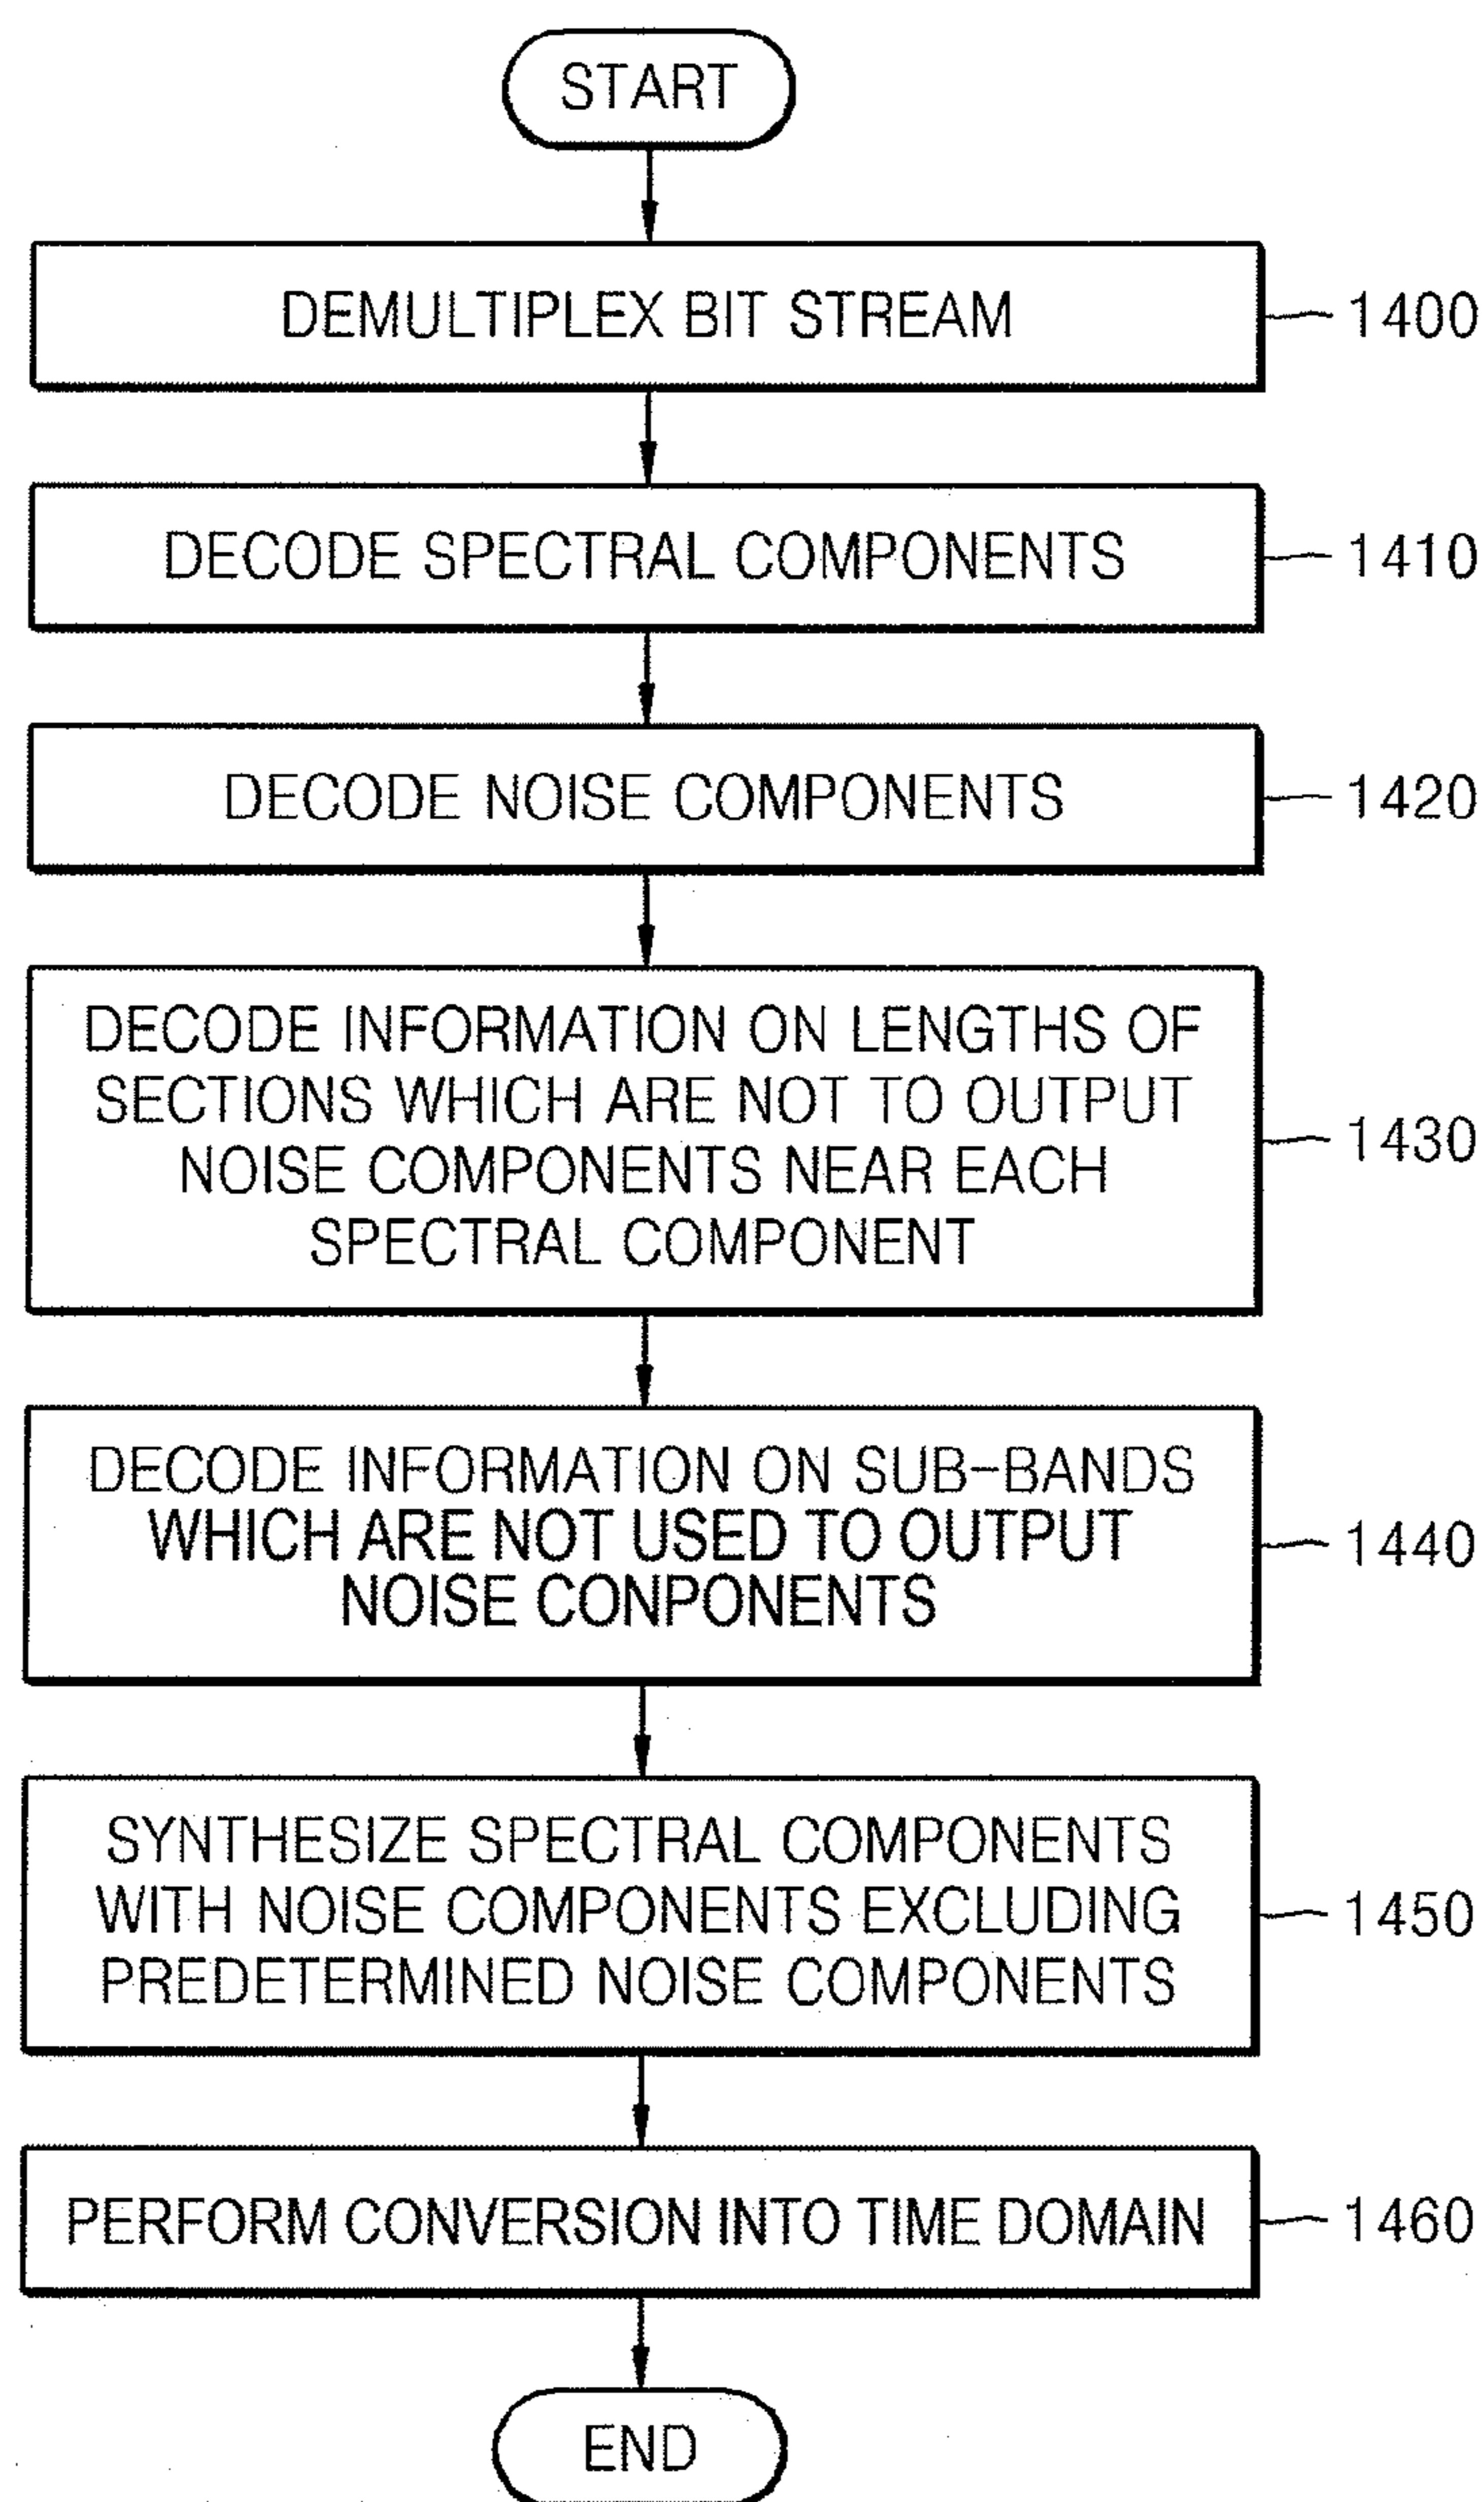 START
DEMULTIPLEX BIT STREAM
1400
DECODE SPECTRAL COMPONENTS
1410
DECODE NOISE COMPONENTS
1420
DECODE INFORMATION ON LENGTHS OF
SECTIONS WHICH ARE NOT TO OUTPUT
NOISE COMPONENTS NEAR EACH
SPECTRAL COMPONENT
1430
DECODE INFORMATION ON SUB-BANDS
WHICH ARE NOT USED TO OUTPUT
NOISE CONPONENTS
1440
SYNTHESIZE SPECTRAL COMPONENTS
WITH NOISE COMPONENTS EXCLUDING
PREDETERMINED NOISE COMPONENTS
1450
PERFORM CONVERSION INTO TIME DOMAIN
1460
END